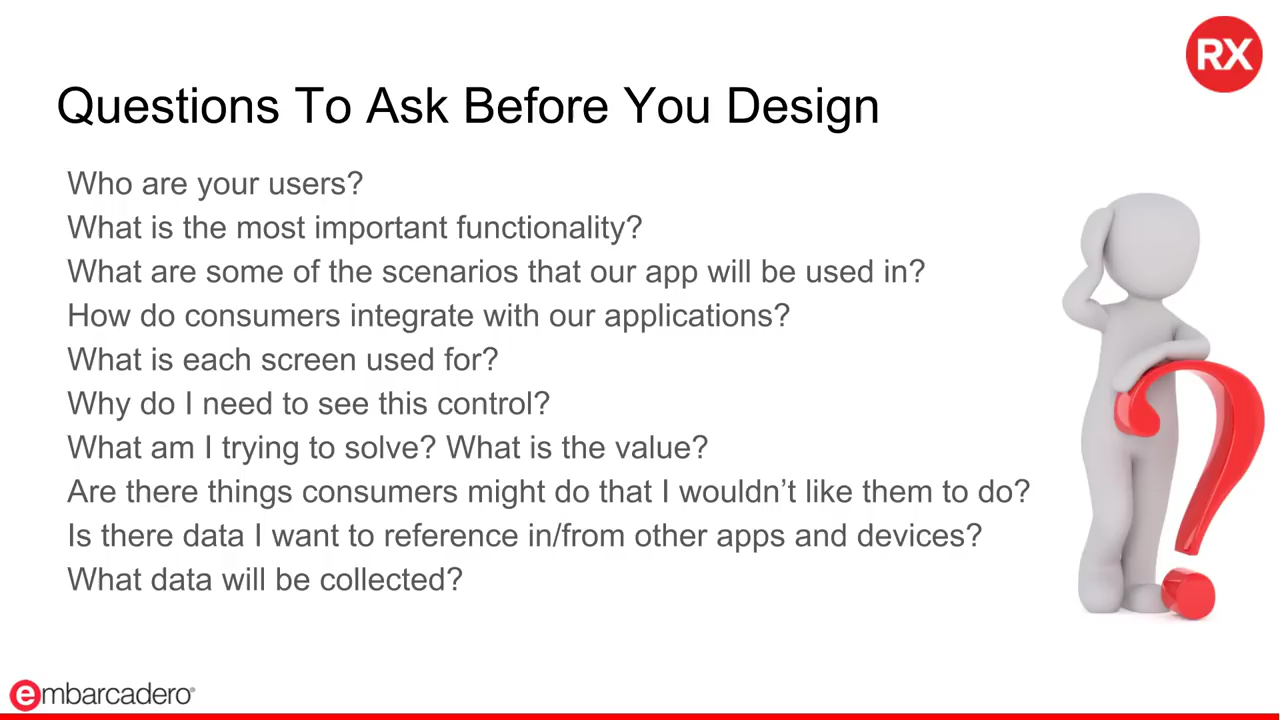 RX
Questions To Ask Before You Design
Who are your users?
What is the most important functionality?
What are some of the scenarios that our app will be used in?
How do consumers integrate with our applications?
What is each screen used for?
Why do I need to see this control?
What am I trying to solve? What is the value?
Are there things consumers might do that I wouldn’t like them to do?
Is there data I want to reference in/from other apps and devices?
What data will be collected?
embarcadero®